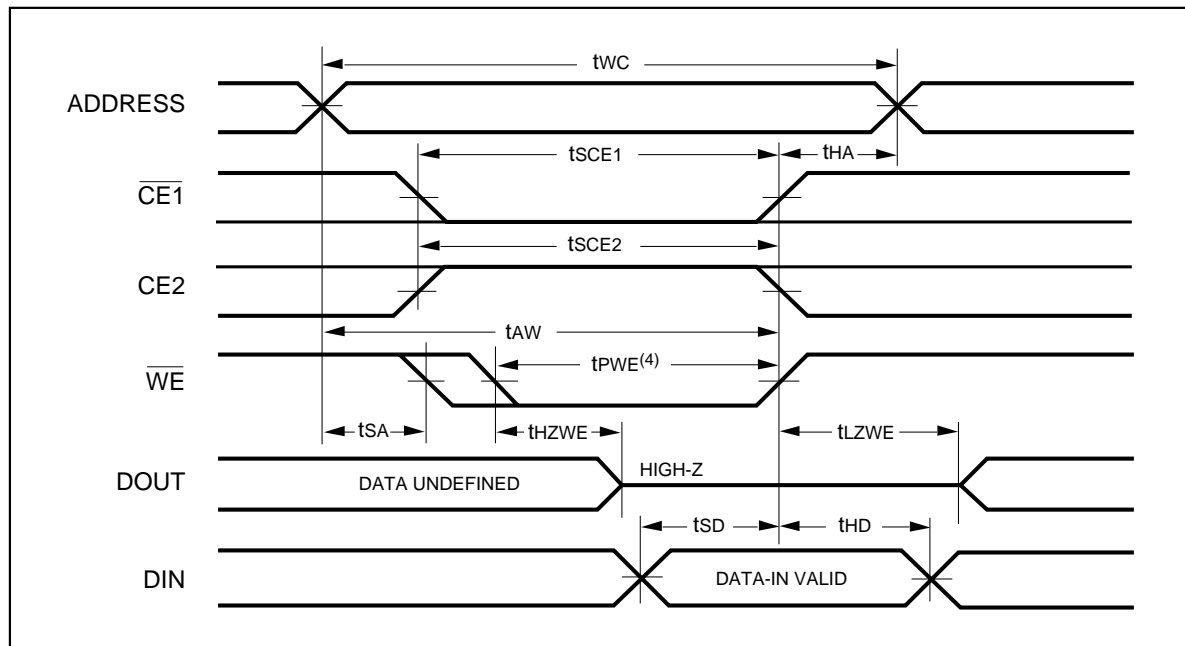 tWC
ADDRESS
tSCE1
tHA
CE1
tSCE2
CE2
tAW
WE
tPWE(4)
tSA
tHZWE
tLZWE
DOUT
DATA UNDEFINED
HIGH-Z
tSD
tHD
DIN
DATA-IN VALID